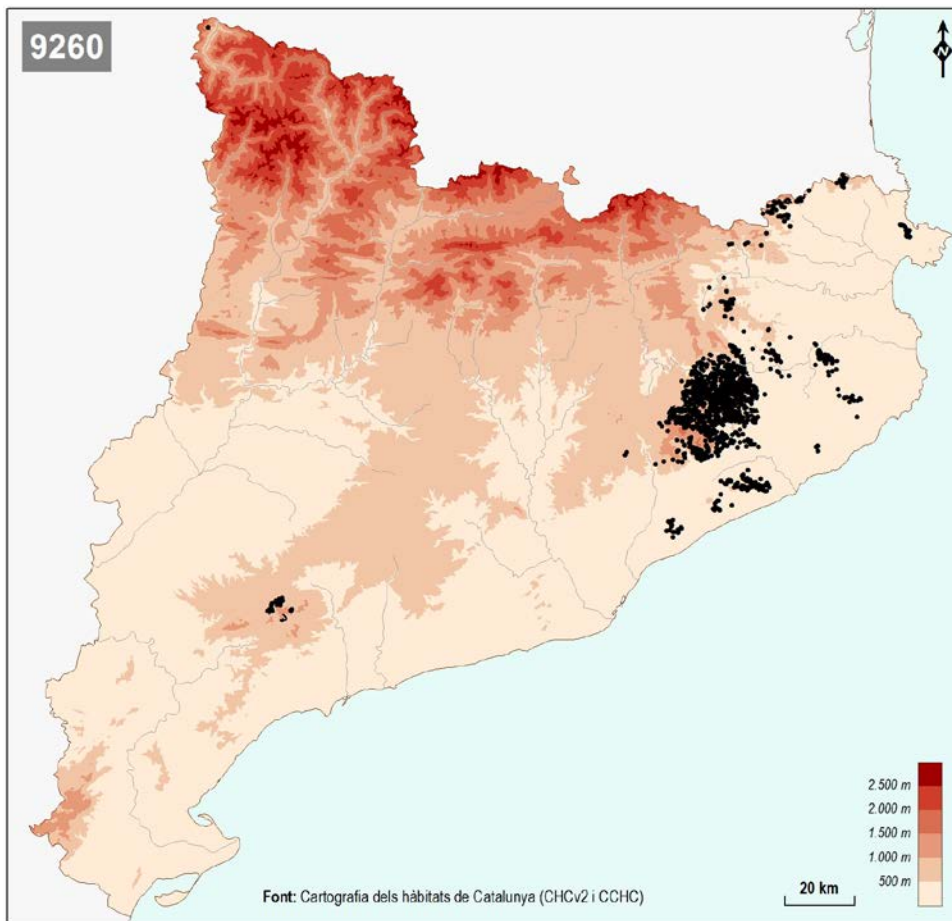 9260
N
2.500 m
2.000 m
1.500 m
1.000 m
500 m
Font: Cartografia dels hàbitats de Catalunya (CHCv2 i CCHC)
20 km